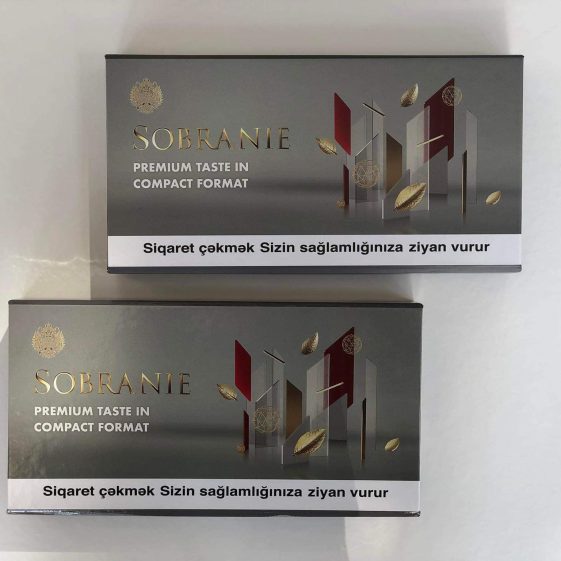 SOBRANIE
PREMIUM TASTE IN
COMPACT FORMAT
Siqaret çəkmək Sizin sağlamlığınıza ziyan vurur
SOBRANIE
PREMIUM TASTE IN
COMPACT FORMAT
Siqaret çəkmək Sizin sağlamlığınıza ziyan vurur